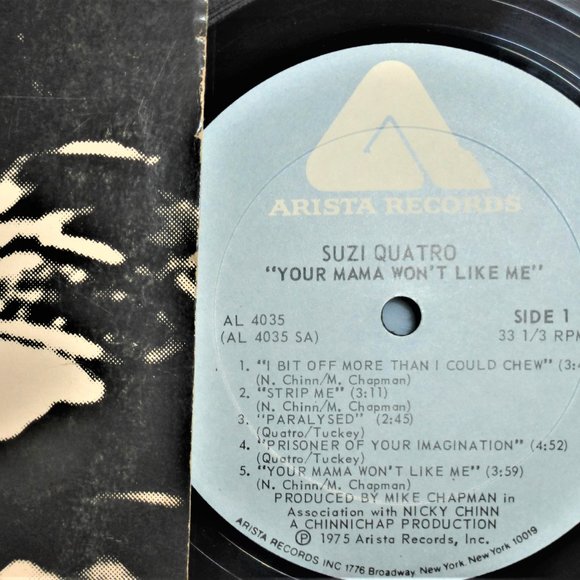 ARISTA RECORDS
SUZI QUATRO
"YOUR MAMA WON'T LIKE ME"
AL 4035
(AL 4035 SA)
SIDE 1
33 1/3 RPM
1. "I BIT OFF MORE THAN I COULD CHEW"
(N. Chinn/M. Chapman)
2. "STRIP ME" (3:11)
(N. Chinn/M. Chapman)
3. "PARALYSED" (2:45)
(Quatro/Tuckey)
4. "PRISONER OF YOUR IMAGINATION" (4:52)
(Quatro/Tuckey)
5. "YOUR MAMA WON'T LIKE ME" (3:59)
(N. Chinn/M. Chapman)
PRODUCED BY MIKE CHAPMAN in
Association with NICKY CHINN
A CHINNICHAP PRODUCTION
Ⓟ 1975 Arista Records, Inc.
ARISTA RECORDS INC 1776 Broadway, New York, New York 10019